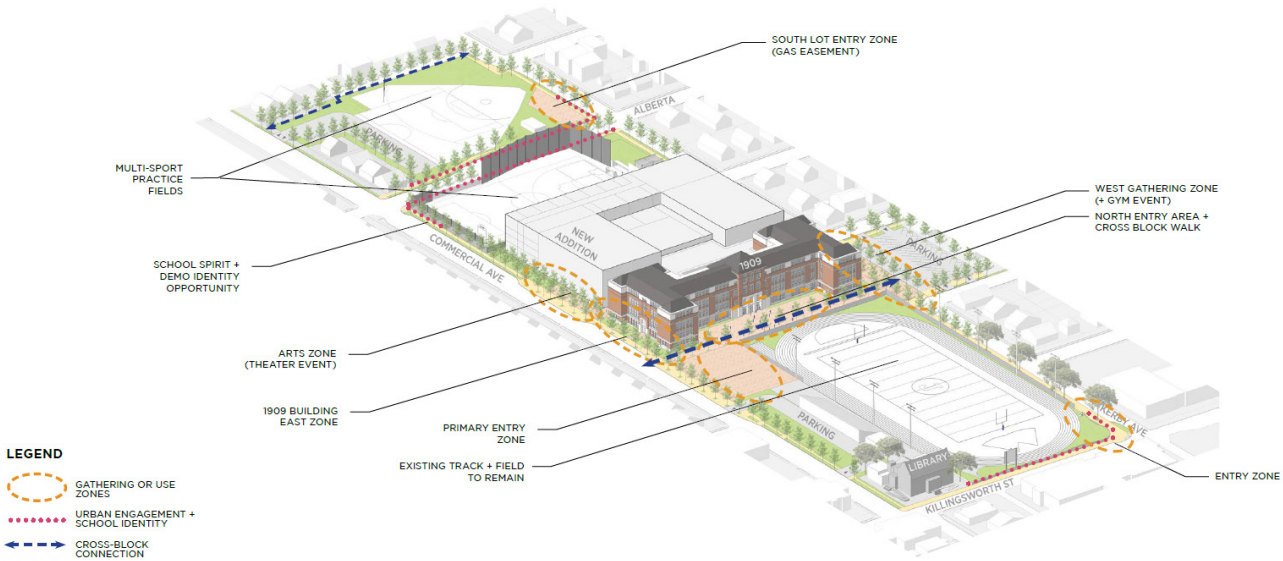 SOUTH LOT ENTRY ZONE
(GAS EASEMENT)
ALBERTA
PARKING
MULTI-SPORT
PRACTICE
FIELDS
WEST GATHERING ZONE
(+ GYM EVENT)
NORTH ENTRY AREA +
CROSS BLOCK WALK
NEW
ADDITION
1909
PARKING
COMMERCIAL AVE
SCHOOL SPIRIT +
DEMO IDENTITY
OPPORTUNITY
ARTS ZONE
(THEATER EVENT)
1909 BUILDING
EAST ZONE
PRIMARY ENTRY
ZONE
EXISTING TRACK + FIELD
TO REMAIN
PARKING
LIBRARY
KERBY AVE
KILLINGSWORTH ST
ENTRY ZONE
LEGEND
GATHERING OR USE
ZONES
URBAN ENGAGEMENT +
SCHOOL IDENTITY
CROSS-BLOCK
CONNECTION